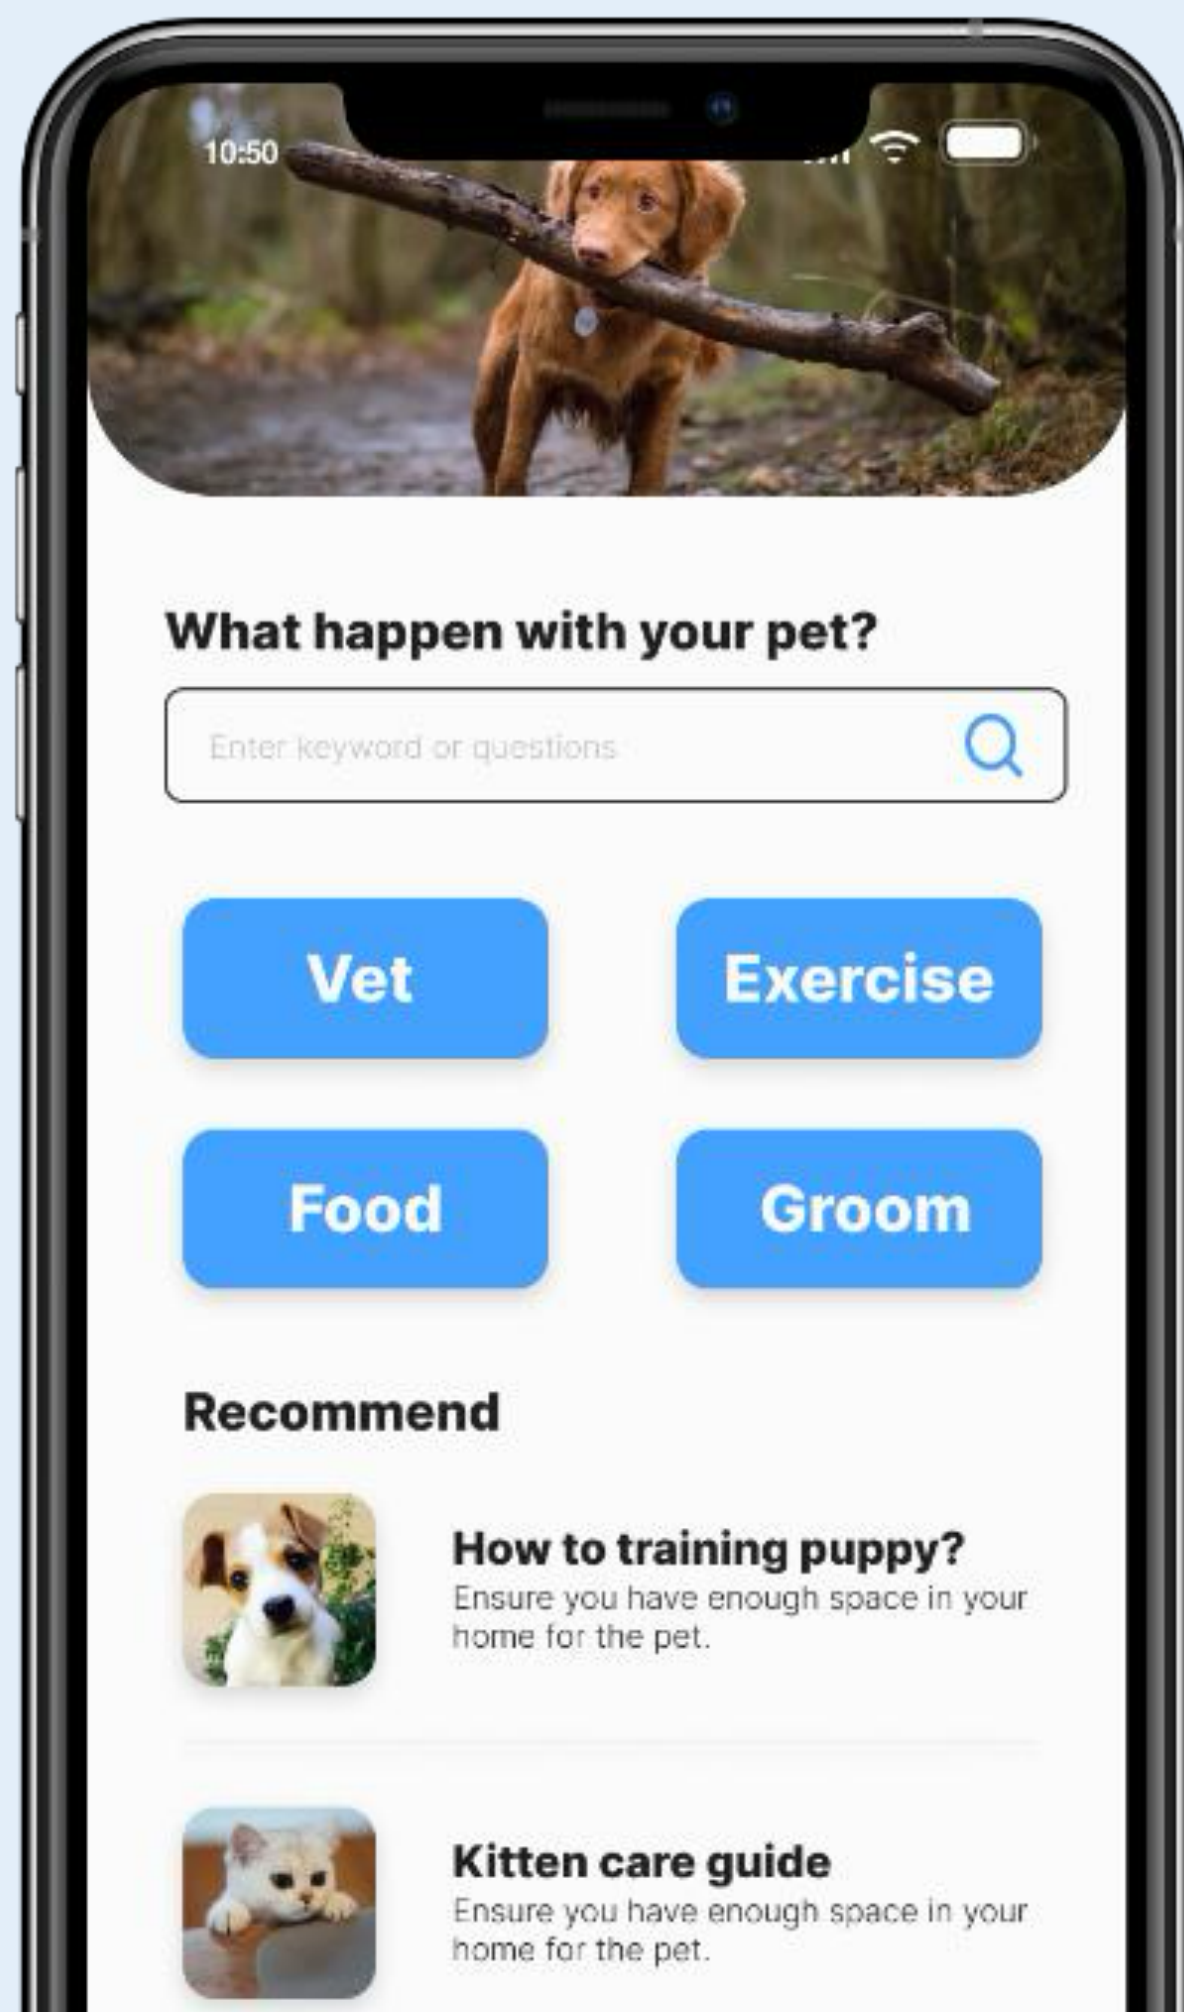 10:50
What happen with your pet?
Enter keyword or questions
Vet
Exercise
Food
Groom
Recommend
How to training puppy?
Ensure you have enough space in your
home for the pet.
Kitten care guide
Ensure you have enough space in your
home for the pet.